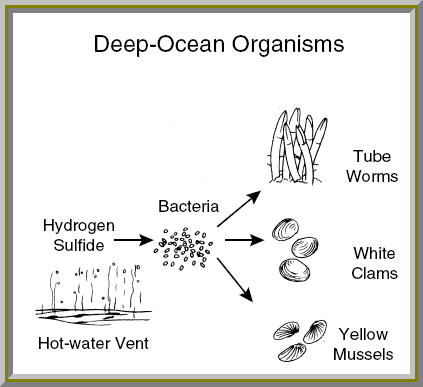 Deep-Ocean Organisms
Tube
Worms
Bacteria
Hydrogen
Sulfide
White
Clams
Hot-water Vent
Yellow
Mussels